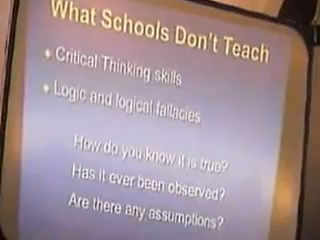 What Schools Don't Teach
Critical Thinking skills
Logic and logical fallacies
How do you know it is true?
Has it ever been observed?
Are there any assumptions?